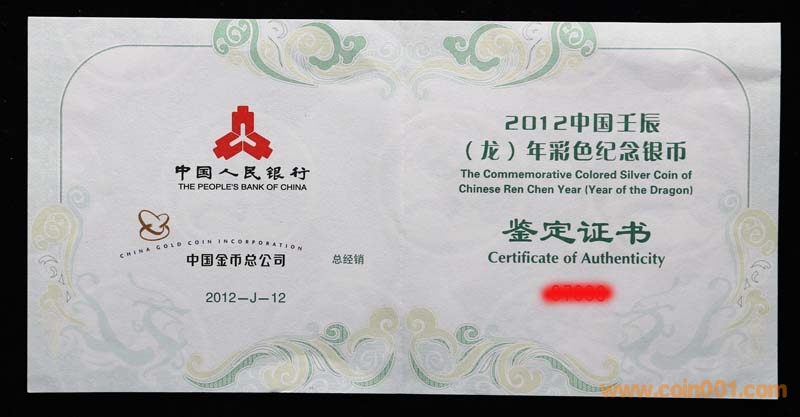 中国人民银行
THE PEOPLE'S BANK OF CHINA
CHINA GOLD COIN INCORPORATION
中国金币总公司 总经销
2012-J-12
2012中国壬辰
（龙）年彩色纪念银币
The Commemorative Colored Silver Coin of
Chinese Ren Chen Year (Year of the Dragon)
鉴定证书
Certificate of Authenticity
www.coin001.com